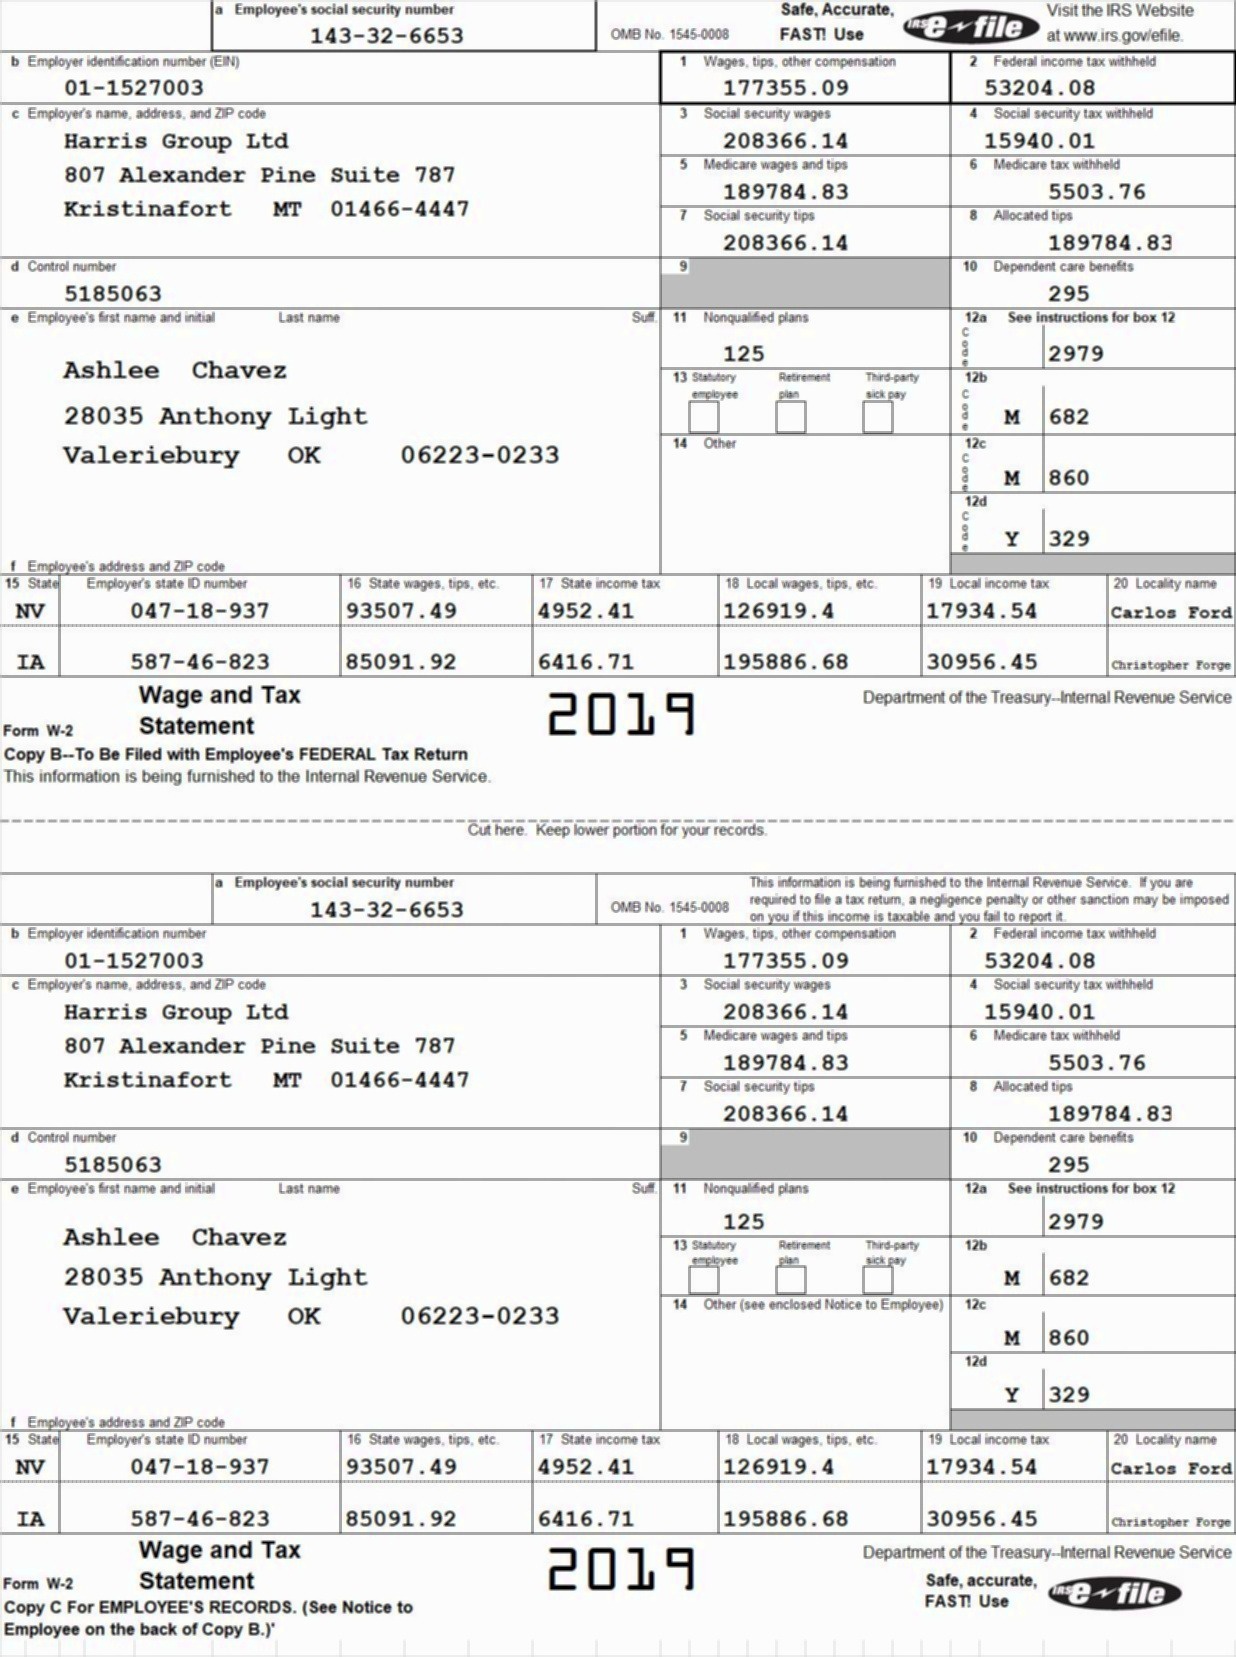 a Employee's social security number
143-32-6653
OMB No. 1545-0008
Safe, Accurate,
FAST! Use
IRS e-file
Visit the IRS Website
at www.irs.gov/efile.
b Employer identification number (EIN)
01-1527003
1 Wages, tips, other compensation
177355.09
2 Federal income tax withheld
53204.08
c Employer's name, address, and ZIP code
Harris Group Ltd
807 Alexander Pine Suite 787
Kristinafort MT 01466-4447
3 Social security wages
208366.14
4 Social security tax withheld
15940.01
5 Medicare wages and tips
189784.83
6 Medicare tax withheld
5503.76
7 Social security tips
208366.14
8 Allocated tips
189784.83
d Control number
5185063
9
10 Dependent care benefits
295
e Employee's first name and initial Last name Suff.
Ashlee Chavez
28035 Anthony Light
Valeriebury OK 06223-0233
11 Nonqualified plans
125
12a See instructions for box 12
Code
2979
13 Statutory employee
Retirement plan
Third-party sick pay
12b
Code
M 682
14 Other
12c
Code
M 860
12d
Code
Y 329
f Employee's address and ZIP code
15 State Employer's state ID number 16 State wages, tips, etc. 17 State income tax 18 Local wages, tips, etc. 19 Local income tax 20 Locality name
NV 047-18-937 93507.49 4952.41 126919.4 17934.54 Carlos Ford
IA 587-46-823 85091.92 6416.71 195886.68 30956.45 Christopher Forge
Wage and Tax
Statement
Form W-2
2019
Department of the Treasury--Internal Revenue Service
Copy B--To Be Filed with Employee's FEDERAL Tax Return
This information is being furnished to the Internal Revenue Service.
Cut here. Keep lower portion for your records.
a Employee's social security number
143-32-6653
OMB No. 1545-0008
This information is being furnished to the Internal Revenue Service. If you are
required to file a tax return, a negligence penalty or other sanction may be imposed
on you if this income is taxable and you fail to report it.
b Employer identification number
01-1527003
1 Wages, tips, other compensation
177355.09
2 Federal income tax withheld
53204.08
c Employer's name, address, and ZIP code
Harris Group Ltd
807 Alexander Pine Suite 787
Kristinafort MT 01466-4447
3 Social security wages
208366.14
4 Social security tax withheld
15940.01
5 Medicare wages and tips
189784.83
6 Medicare tax withheld
5503.76
7 Social security tips
208366.14
8 Allocated tips
189784.83
d Control number
5185063
9
10 Dependent care benefits
295
e Employee's first name and initial Last name Suff.
Ashlee Chavez
28035 Anthony Light
Valeriebury OK 06223-0233
11 Nonqualified plans
125
12a See instructions for box 12
2979
13 Statutory employee
Retirement plan
Third-party sick pay
12b
M 682
14 Other (see enclosed Notice to Employee)
12c
M 860
12d
Y 329
f Employee's address and ZIP code
15 State Employer's state ID number 16 State wages, tips, etc. 17 State income tax 18 Local wages, tips, etc. 19 Local income tax 20 Locality name
NV 047-18-937 93507.49 4952.41 126919.4 17934.54 Carlos Ford
IA 587-46-823 85091.92 6416.71 195886.68 30956.45 Christopher Forge
Wage and Tax
Statement
Form W-2
2019
Department of the Treasury--Internal Revenue Service
Safe, accurate,
FAST! Use
IRS e-file
Copy C For EMPLOYEE'S RECORDS. (See Notice to
Employee on the back of Copy B.)'